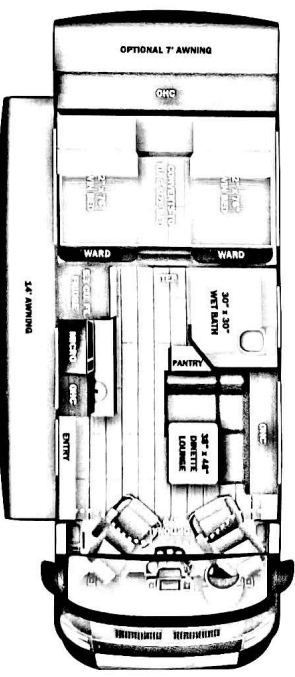 OPTIONAL 7' AWNING
OHC
WARD
WARD
14' AWNING
30" x 30"
WET BATH
MICRO
OHC
PANTRY
OHC
38" x 48"
DINETTE
LOUNGE
ENTRY